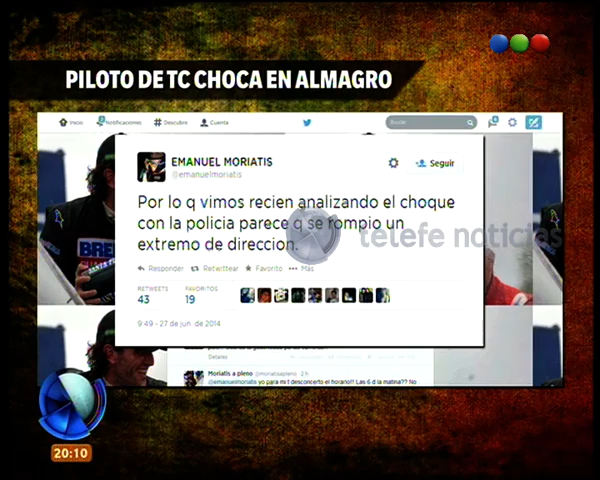 PILOTO DE TC CHOCA EN ALMAGRO
Inicio Notificaciones Descubre Cuenta Buscar
EMANUEL MORIATIS
@emanuelmoriatis
Seguir
Por lo q vimos recien analizando el choque
con la policia parece q se rompio un
extremo de direccion.
telefe noticias
Responder Retwittear Favorito Más
RETWEETS FAVORITOS
43 19
9:49 - 27 de jun. de 2014
Detalles
Moriatis a pleno @moriatisapleno 2 h
@emanuelmoriatis yo para mi t desconcerto el horario!! Las 6 d la matina?? No
20:10